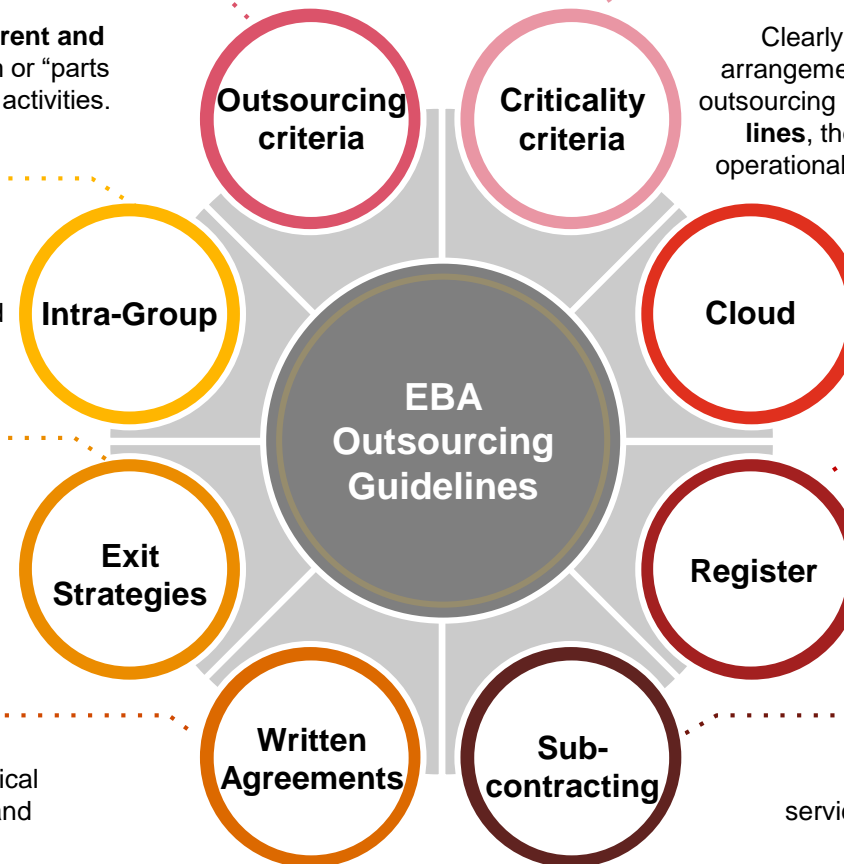 rent and
or "parts
activities.
Outsourcing
criteria
Criticality
criteria
Clearly
arrangeme
outsourcing
lines, the
operational
Intra-Group
Cloud
EBA
Outsourcing
Guidelines
Exit
Strategies
Register
Written
Agreements
Sub-
contracting
ical
and
servic